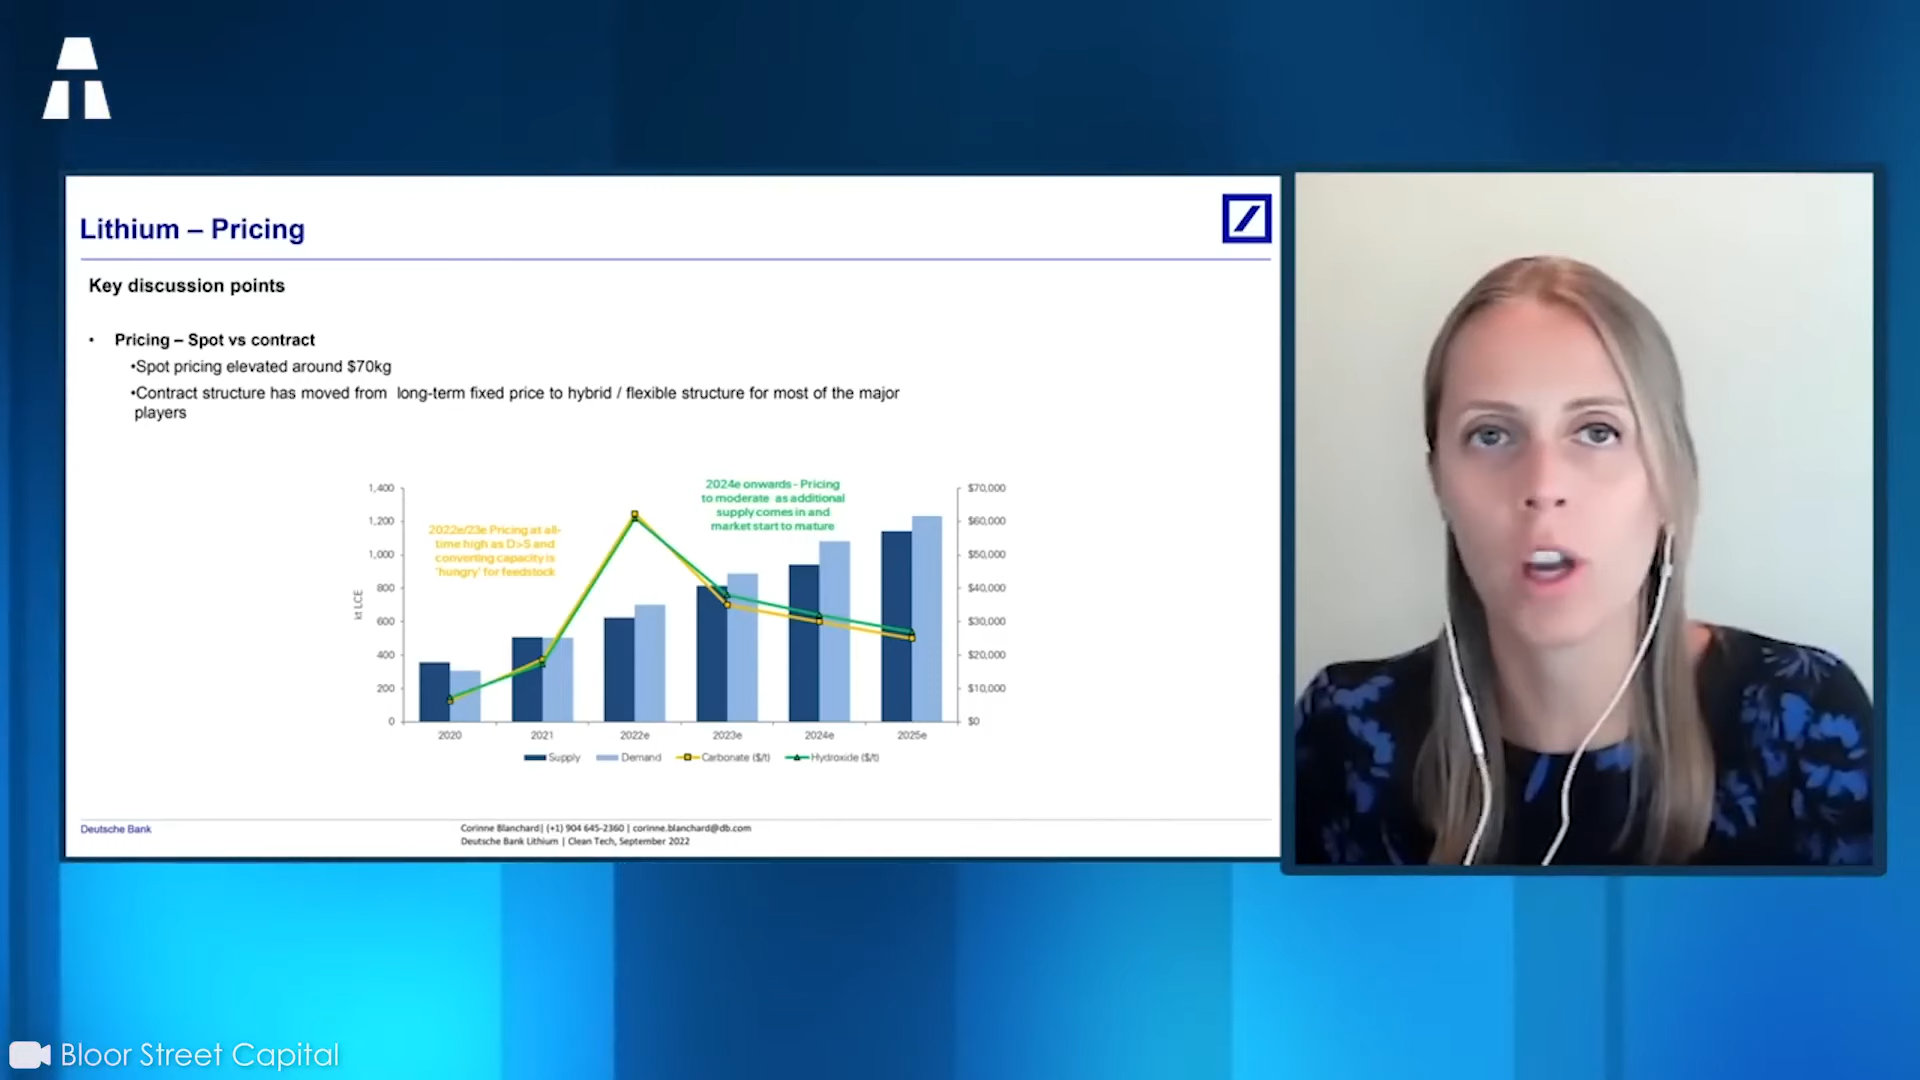 Lithium – Pricing
Key discussion points
• Pricing – Spot vs contract
•Spot pricing elevated around $70kg
•Contract structure has moved from long-term fixed price to hybrid / flexible structure for most of the major
players
2022e/23e Pricing at all-
time high as D>S and
converting capacity is
'hungry' for feedstock
2024e onwards - Pricing
to moderate as additional
supply comes in and
market start to mature
kt LCE
1,400
1,200
1,000
800
600
400
200
0
$70,000
$60,000
$50,000
$40,000
$30,000
$20,000
$10,000
$0
2020 2021 2022e 2023e 2024e 2025e
Supply Demand Carbonate ($/t) Hydroxide ($/t)
Deutsche Bank
Corinne Blanchard| (+1) 904 645-2360 | corinne.blanchard@db.com
Deutsche Bank Lithium | Clean Tech, September 2022
Bloor Street Capital